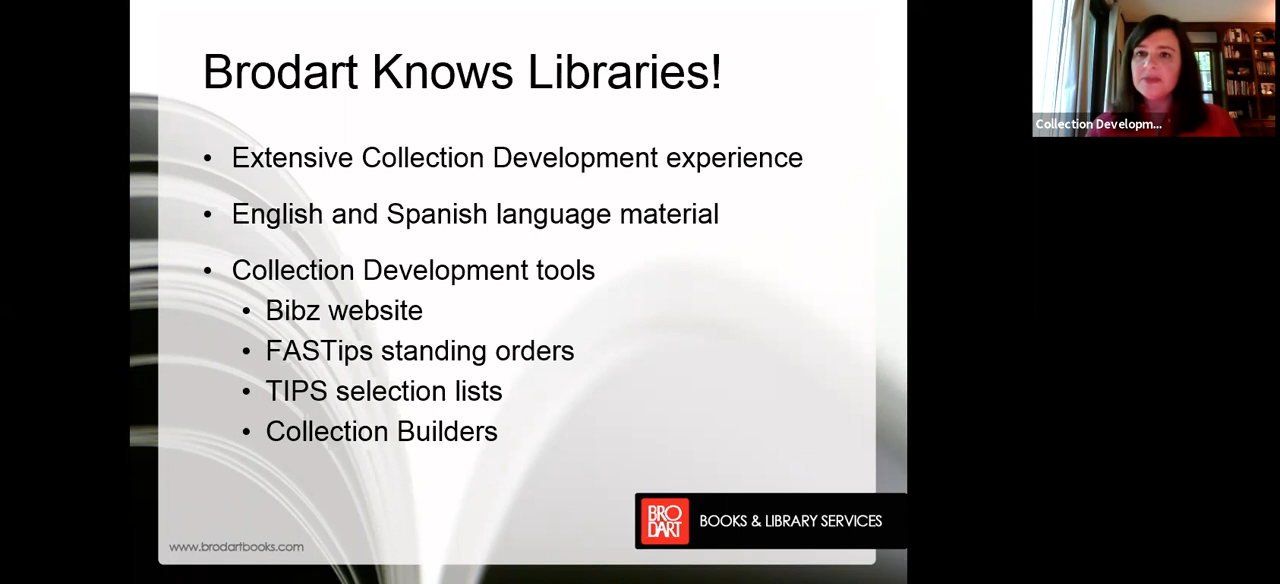 Brodart Knows Libraries!
• Extensive Collection Development experience
• English and Spanish language material
• Collection Development tools
• Bibz website
• FASTips standing orders
• TIPS selection lists
• Collection Builders
www.brodartbooks.com
BRO
DART
BOOKS & LIBRARY SERVICES
Collection Developm...